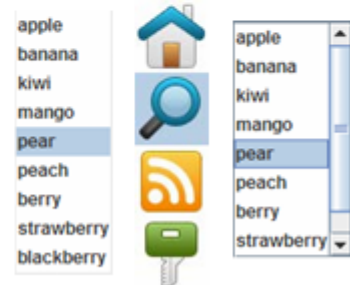 apple
banana
kiwi
mango
pear
peach
berry
strawberry
blackberry
apple
banana
kiwi
mango
pear
peach
berry
strawberry